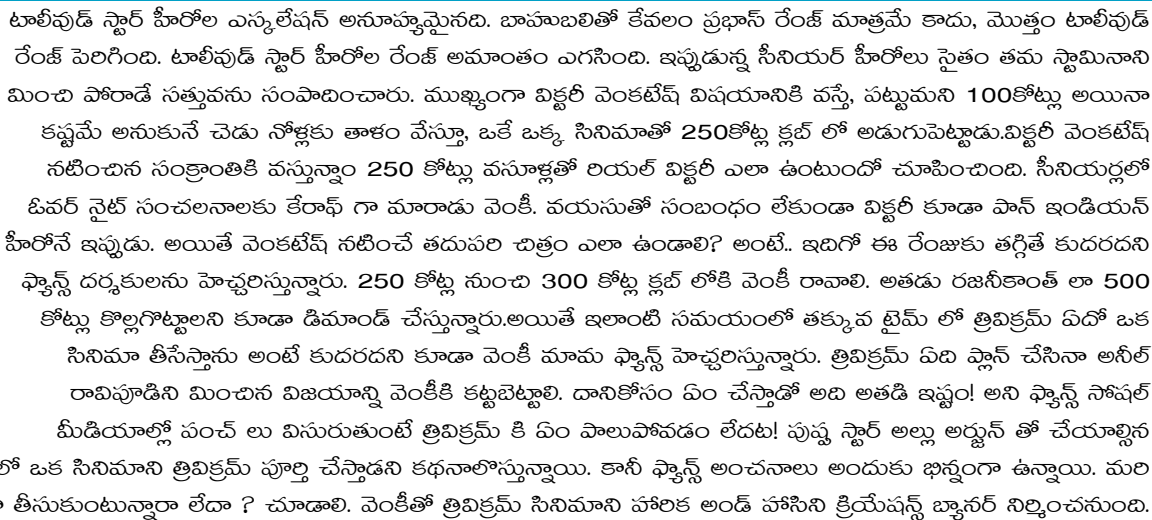 టాలీవుడ్ స్టార్ హీరోల ఎస్కలేషన్ అనూహ్యమైనది. బాహుబలితో కేవలం ప్రభాస్ రేంజ్ మాత్రమే కాదు, మొత్తం టాలీవుడ్
రేంజ్ పెరిగింది. టాలీవుడ్ స్టార్ హీరోల రేంజ్ అమాంతం ఎగసింది. ఇప్పుడున్న సీనియర్ హీరోలు సైతం తమ స్టామినాని
మించి పోరాడే సత్తువను సంపాదించారు. ముఖ్యంగా విక్టరీ వెంకటేష్ విషయానికి వస్తే, పట్టుమని 100కోట్లు అయినా
కష్టమే అనుకునే చెడు నోళ్లకు తాళం వేస్తూ, ఒకే ఒక్క సినిమాతో 250కోట్ల క్లబ్ లో అడుగుపెట్టాడు.విక్టరీ వెంకటేష్
నటించిన సంక్రాంతికి వస్తున్నాం 250 కోట్లు వసూళ్లతో రియల్ విక్టరీ ఎలా ఉంటుందో చూపించింది. సీనియర్లలో
ఓవర్ నైట్ సంచలనాలకు కేరాఫ్ గా మారాడు వెంకీ. వయసుతో సంబంధం లేకుండా విక్టరీ కూడా పాన్ ఇండియన్
హీరోనే ఇప్పుడు. అయితే వెంకటేష్ నటించే తదుపరి చిత్రం ఎలా ఉండాలి? అంటే.. ఇదిగో ఈ రేంజుకు తగ్గితే కుదరదని
ఫ్యాన్స్ దర్శకులను హెచ్చరిస్తున్నారు. 250 కోట్ల నుంచి 300 కోట్ల క్లబ్ లోకి వెంకీ రావాలి. అతడు రజనీకాంత్ లా 500
కోట్లు కొల్లగొట్టాలని కూడా డిమాండ్ చేస్తున్నారు.అయితే ఇలాంటి సమయంలో తక్కువ టైమ్ లో త్రివిక్రమ్ ఏదో ఒక
సినిమా తీసేస్తాను అంటే కుదరదని కూడా వెంకీ మామ ఫ్యాన్స్ హెచ్చరిస్తున్నారు. త్రివిక్రమ్ ఏది ప్లాన్ చేసినా అనీల్
రావిపూడిని మించిన విజయాన్ని వెంకీకి కట్టబెట్టాలి. దానికోసం ఏం చేస్తాడో అది అతడి ఇష్టం! అని ఫ్యాన్స్ సోషల్
మీడియాల్లో పంచ్ లు విసురుతుంటే త్రివిక్రమ్ కి ఏం పాలుపోవడం లేదట! పుష్ప స్టార్ అల్లు అర్జున్ తో చేయాల్సిన
లో ఒక సినిమాని త్రివిక్రమ్ పూర్తి చేస్తాడని కథనాలొస్తున్నాయి. కానీ ఫ్యాన్స్ అంచనాలు అందుకు భిన్నంగా ఉన్నాయి. మరి
తీసుకుంటున్నారా లేదా ? చూడాలి. వెంకీతో త్రివిక్రమ్ సినిమాని హారిక అండ్ హాసిని క్రియేషన్స్ బ్యానర్ నిర్మించనుంది.